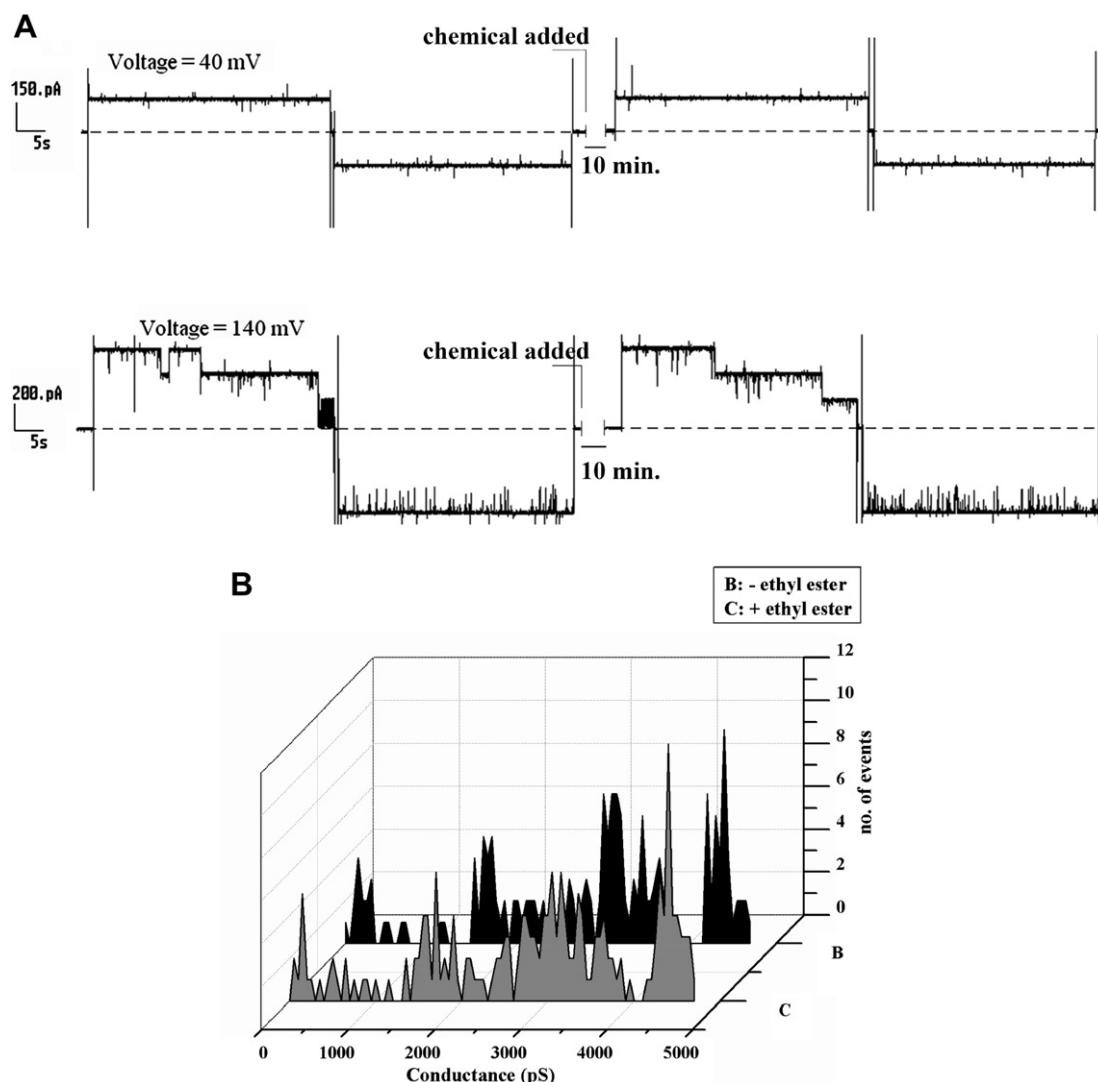 A
Voltage = 40 mV
chemical added
150.pA
5s
10 min.
Voltage = 140 mV
chemical added
200.pA
5s
10 min.
B
B: - ethyl ester
C: + ethyl ester
12
10
8
6
4
2
0
no. of events
B
C
0 1000 2000 3000 4000 5000
Conductance (pS)